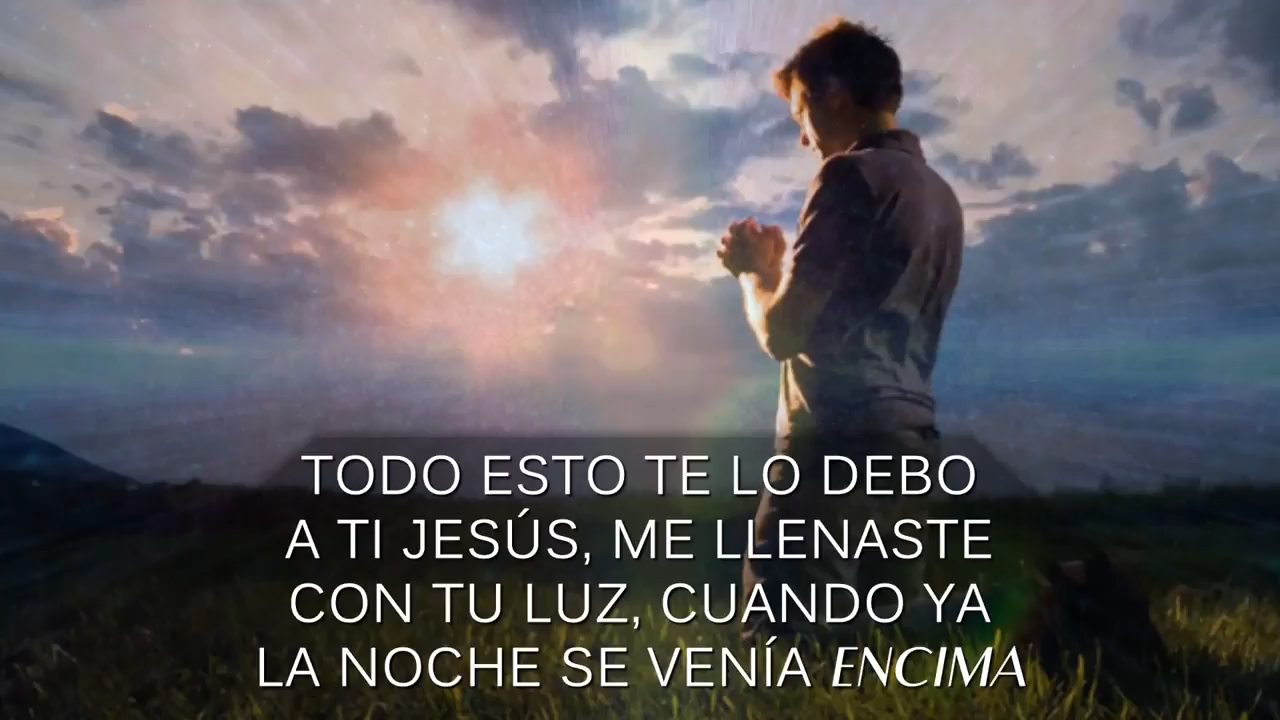 TODO ESTO TE LO DEBO
A TI JESÚS, ME LLENASTE
CON TU LUZ, CUANDO YA
LA NOCHE SE VENÍA ENCIMA